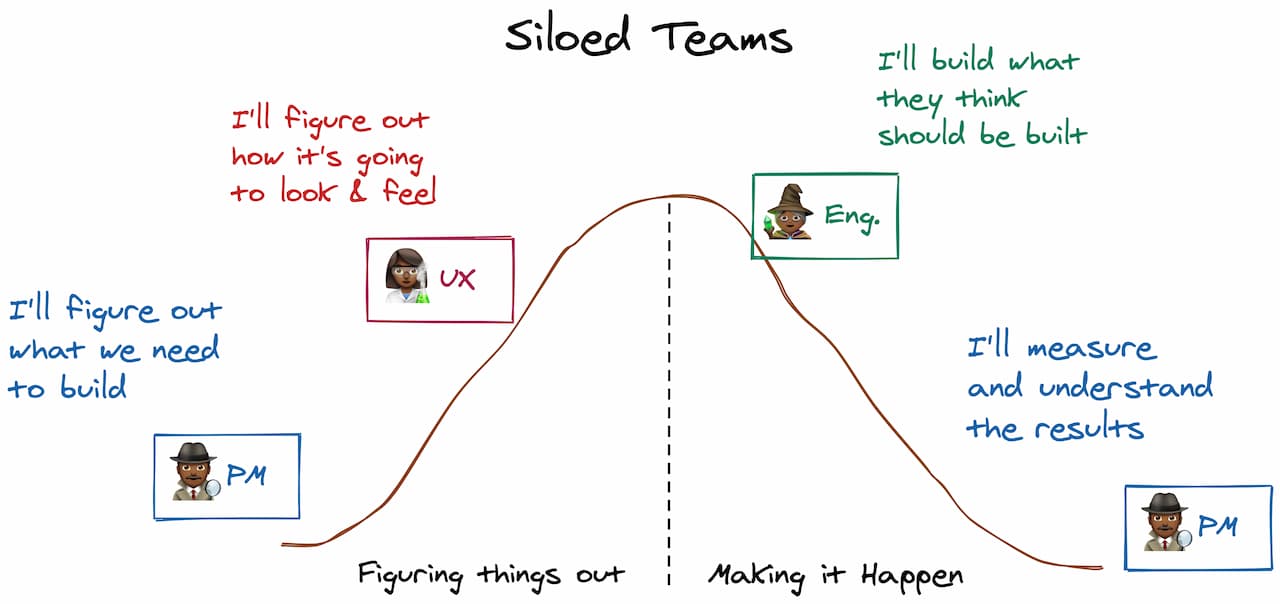 Siloed Teams
I'll figure out
what we need
to build
PM
I'll figure out
how it's going
to look & feel
UX
I'll build what
they think
should be built
Eng.
I'll measure
and understand
the results
PM
Figuring things out
Making it Happen